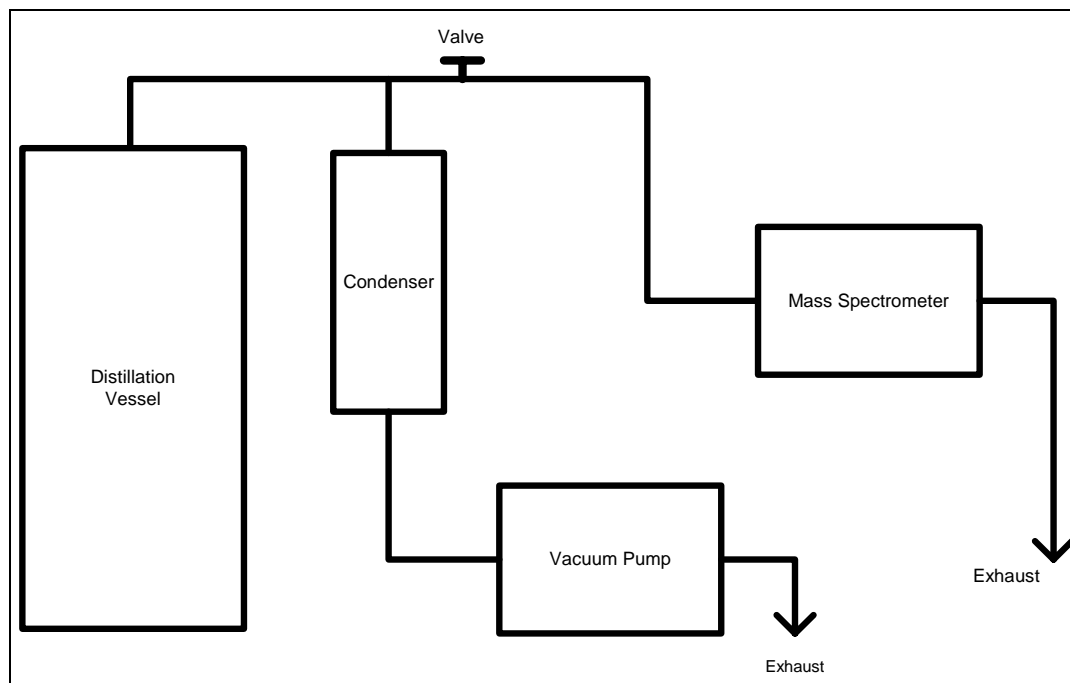 Valve
Condenser
Mass Spectrometer
Distillation
Vessel
Vacuum Pump
Exhaust
Exhaust